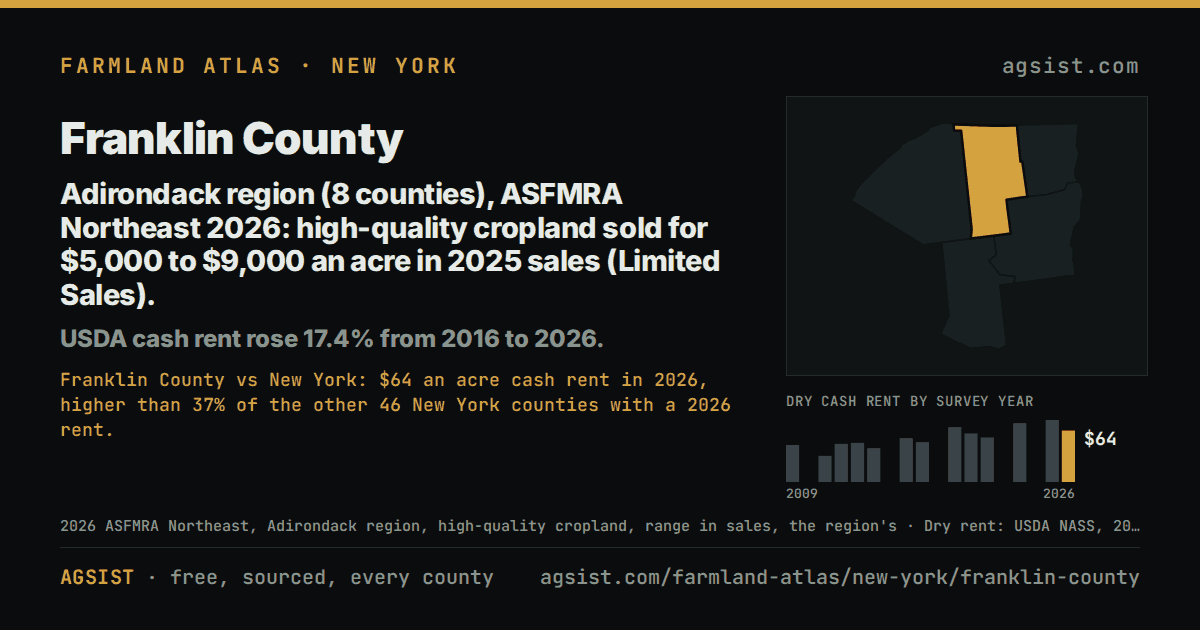 FARMLAND ATLAS · NEW YORK
agsist.com
Franklin County
Adirondack region (8 counties), ASFMRA
Northeast 2026: high-quality cropland sold for
$5,000 to $9,000 an acre in 2025 sales (Limited
Sales).
USDA cash rent rose 17.4% from 2016 to 2026.
Franklin County vs New York: $64 an acre cash rent in 2026,
higher than 37% of the other 46 New York counties with a 2026
rent.
DRY CASH RENT BY SURVEY YEAR
$64
2009
2026
2026 ASFMRA Northeast, Adirondack region, high-quality cropland, range in sales, the region's · Dry rent: USDA NASS, 20…
AGSIST · free, sourced, every county
agsist.com/farmland-atlas/new-york/franklin-county